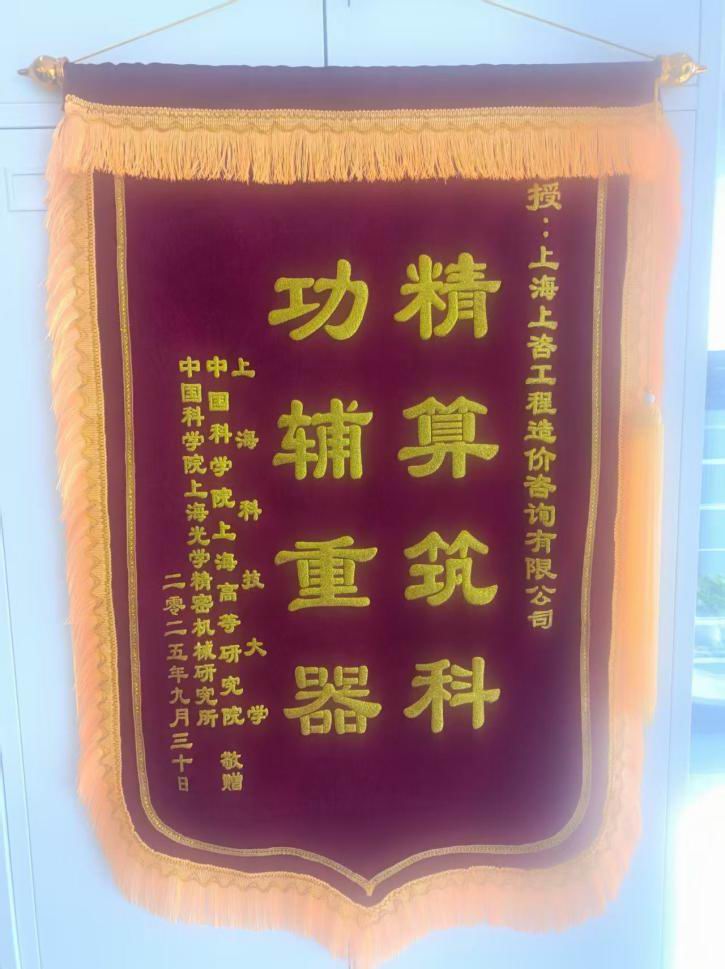 授：上海上咨工程造价咨询有限公司
精算筑科
功辅重器
上海科技大学
中国科学院上海高等研究院 敬赠
中国科学院上海光学精密机械研究所
二零二五年九月三十日